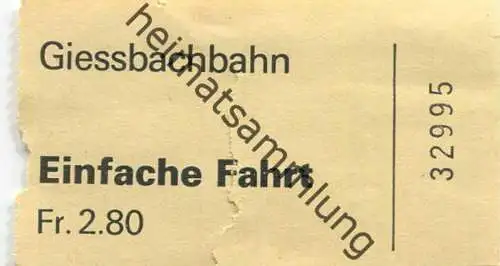 Giessbachbahn
Einfache Fahrt
Fr. 2.80
32995
heimatsammlung